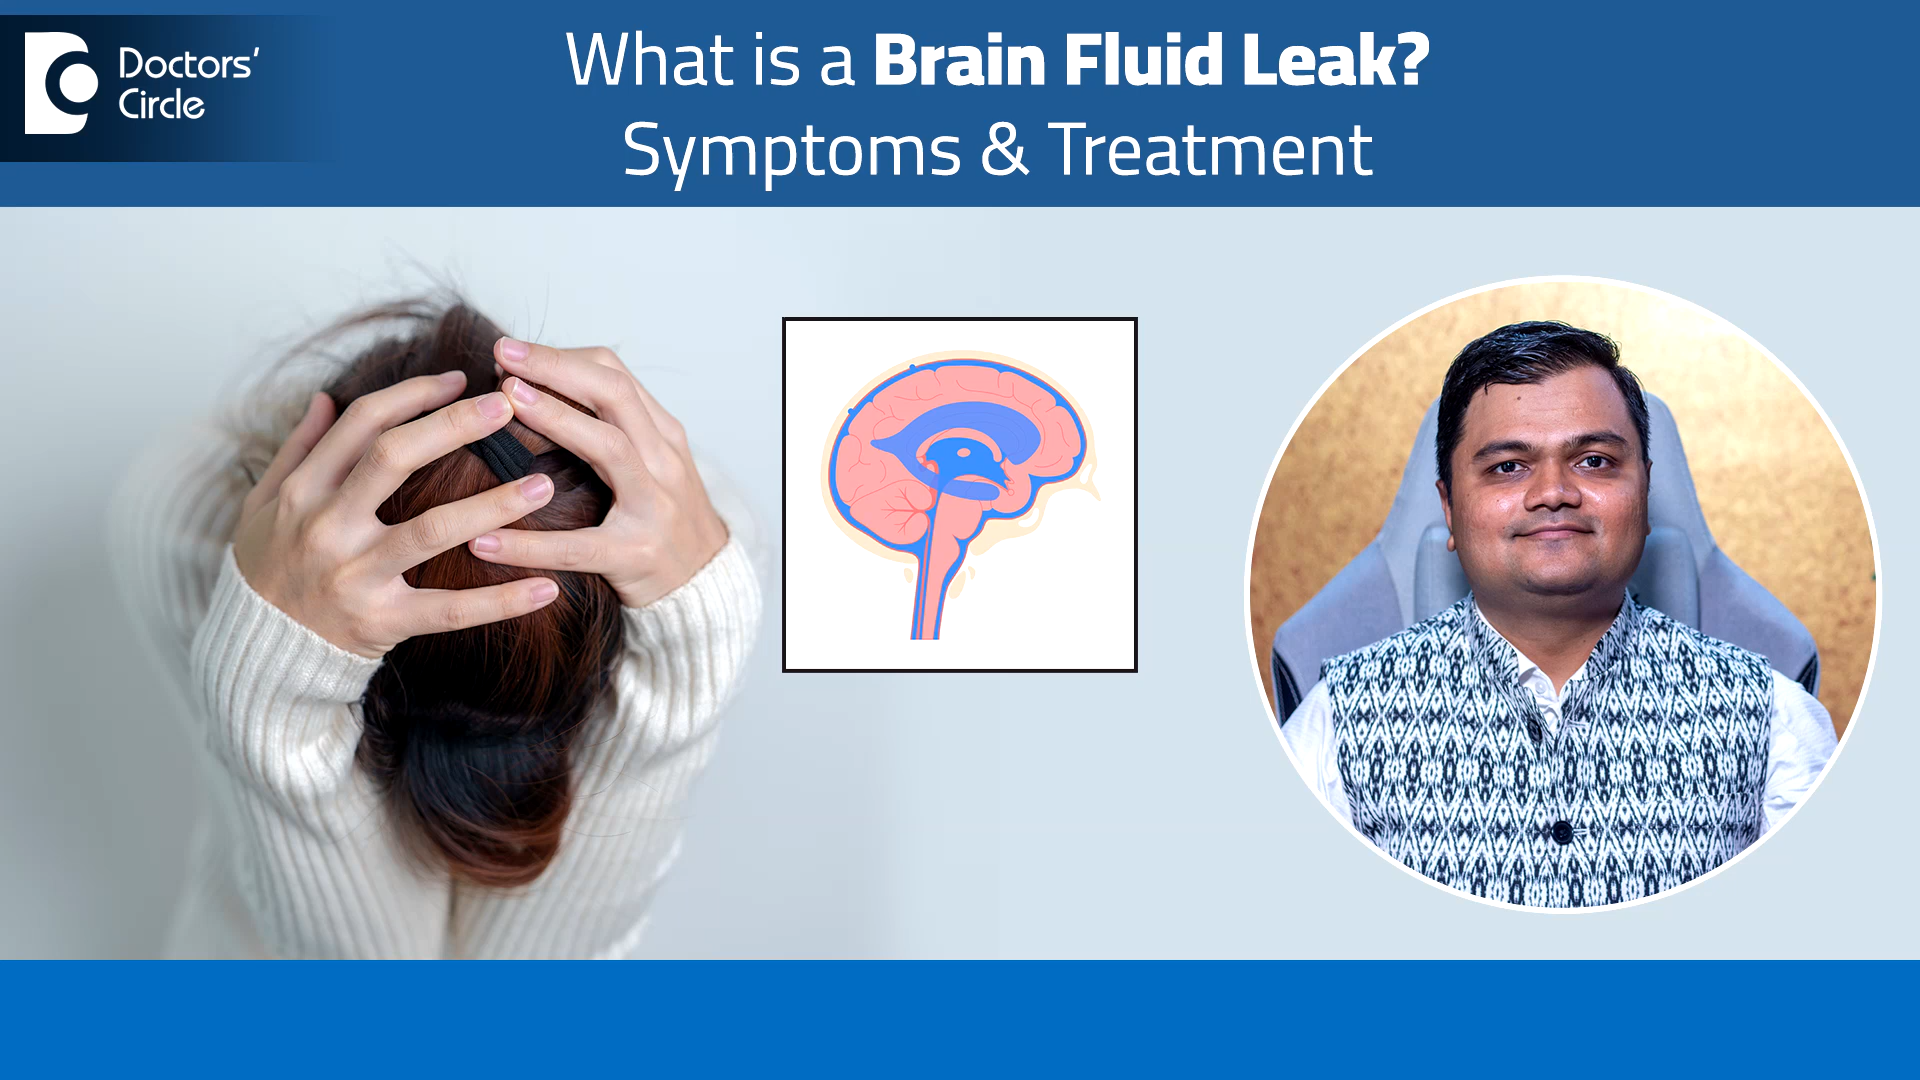 Doctors'
Circle
What is a Brain Fluid Leak?
Symptoms & Treatment